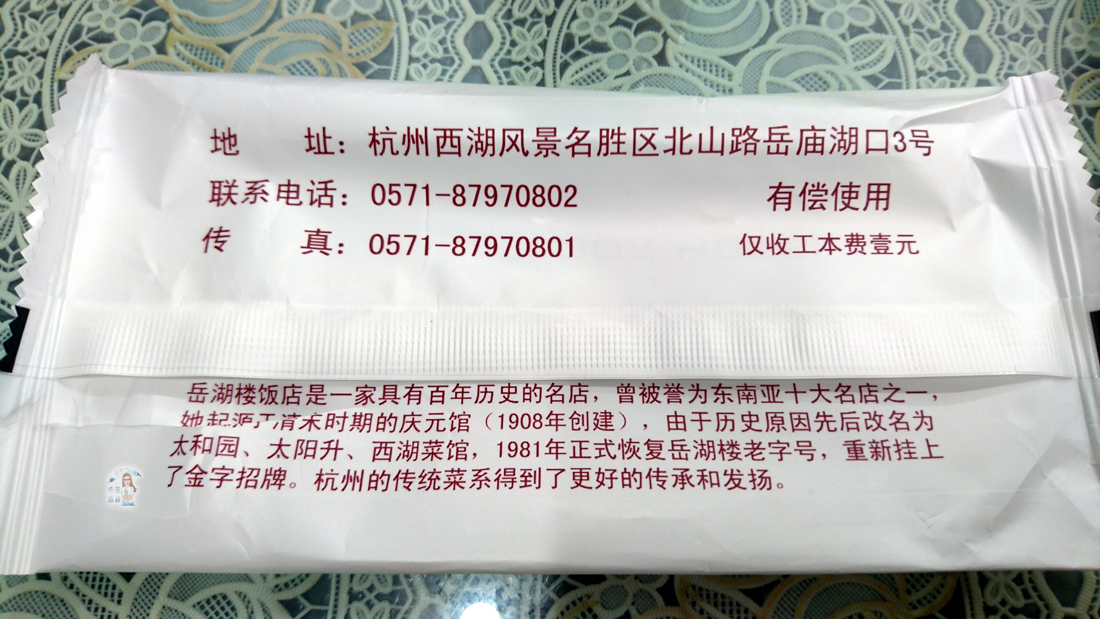 地 址：杭州西湖风景名胜区北山路岳庙湖口3号
联系电话：0571-87970802 有偿使用
传 真：0571-87970801 仅收工本费壹元
岳湖楼饭店是一家具有百年历史的名店，曾被誉为东南亚十大名店之一，
她起源于清末时期的庆元馆（1908年创建），由于历史原因先后改名为
太和园、太阳升、西湖菜馆，1981年正式恢复岳湖楼老字号，重新挂上
了金字招牌。杭州的传统菜系得到了更好的传承和发扬。